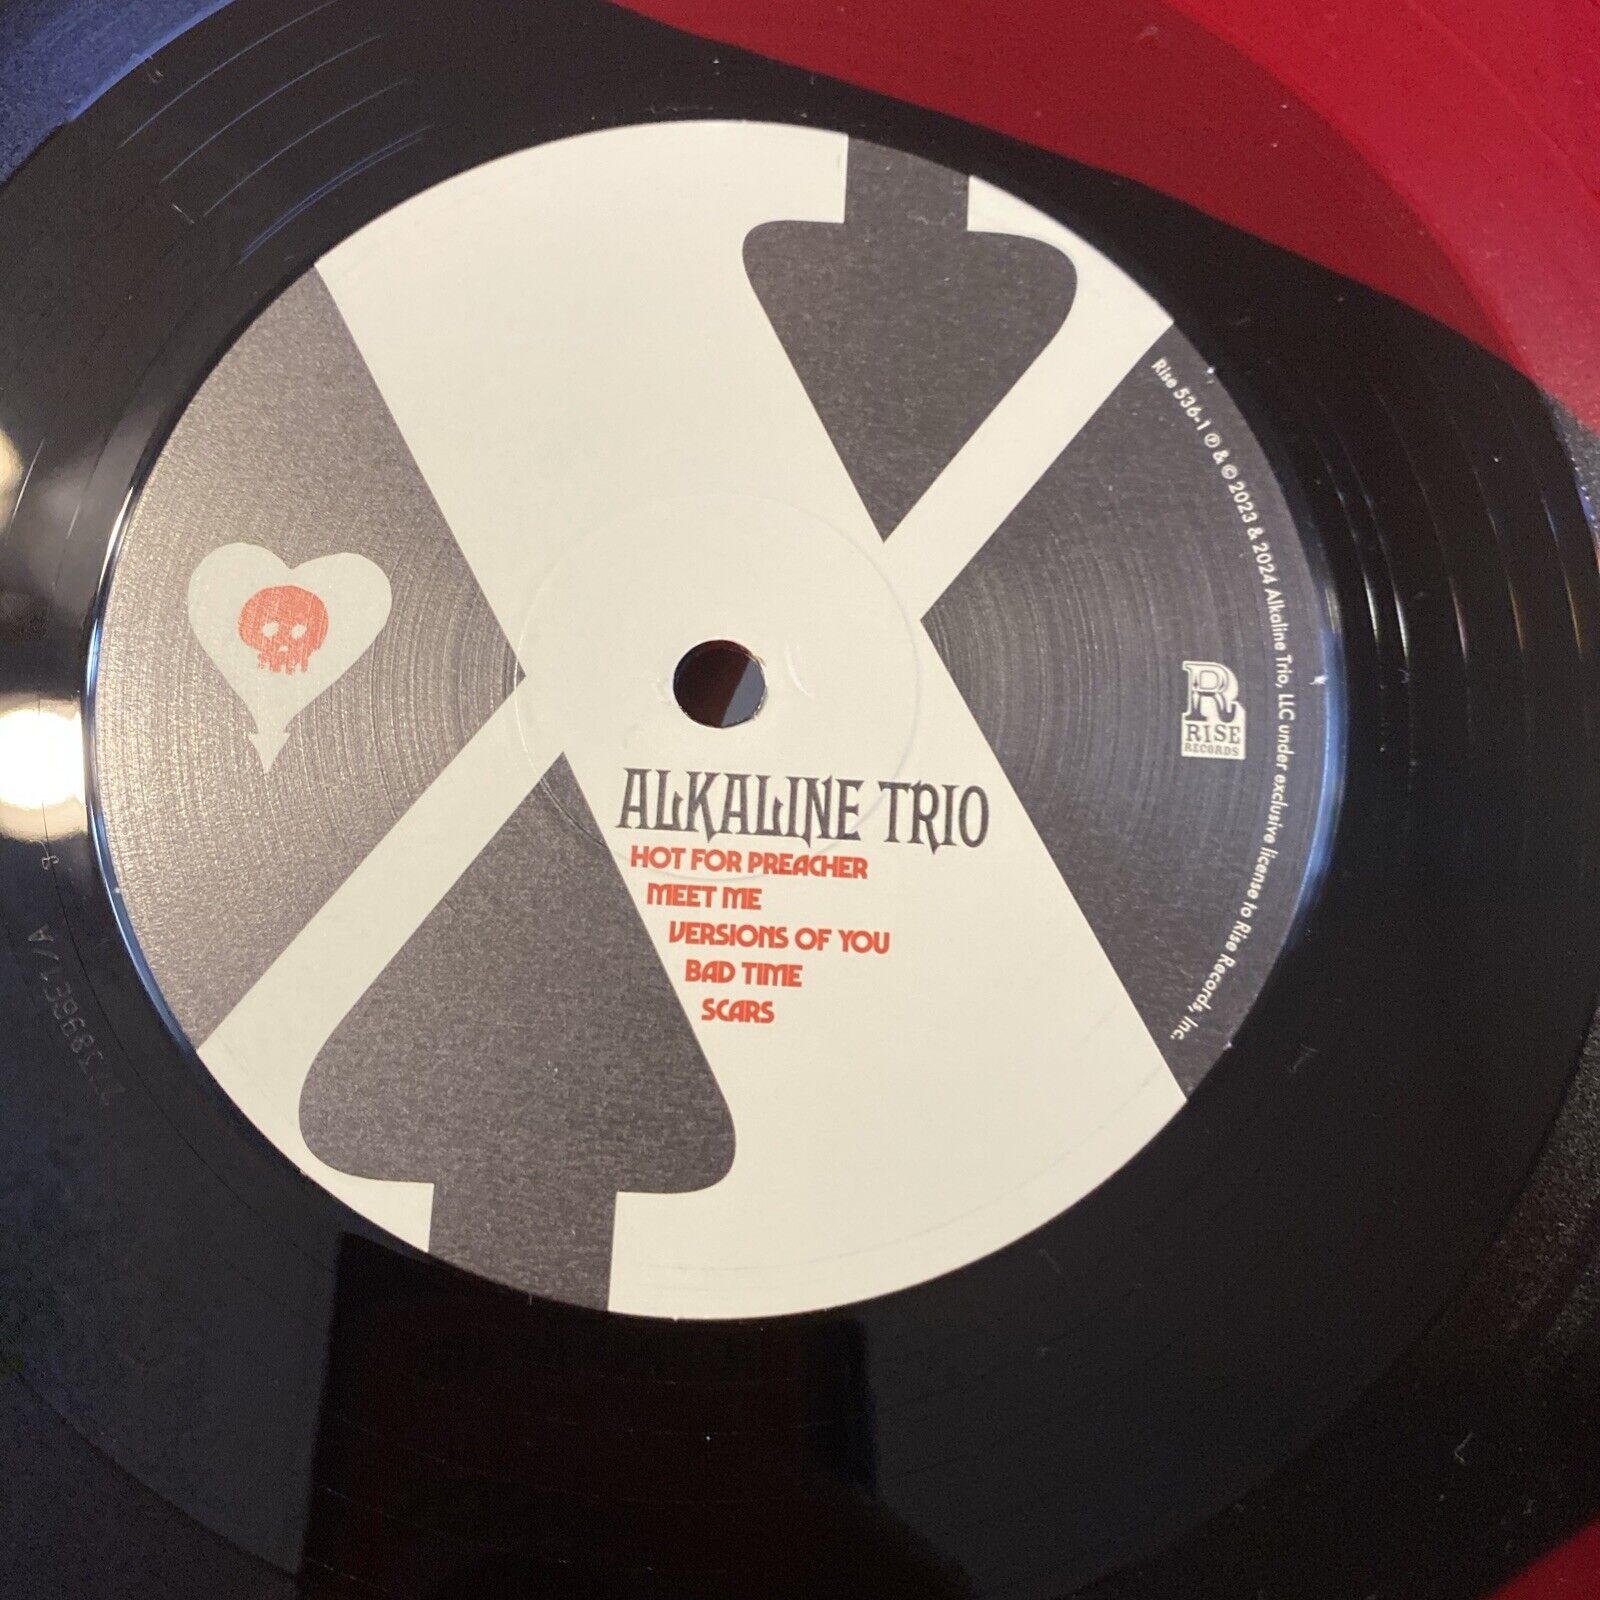 ALKALINE TRIO
HOT FOR PREACHER
MEET ME
VERSIONS OF YOU
BAD TIME
SCARS
Rise 536-1 ℗ & © 2023 & 2024 Alkaline Trio, LLC under exclusive license to Rise Records, Inc.
R
RISE
RECORDS